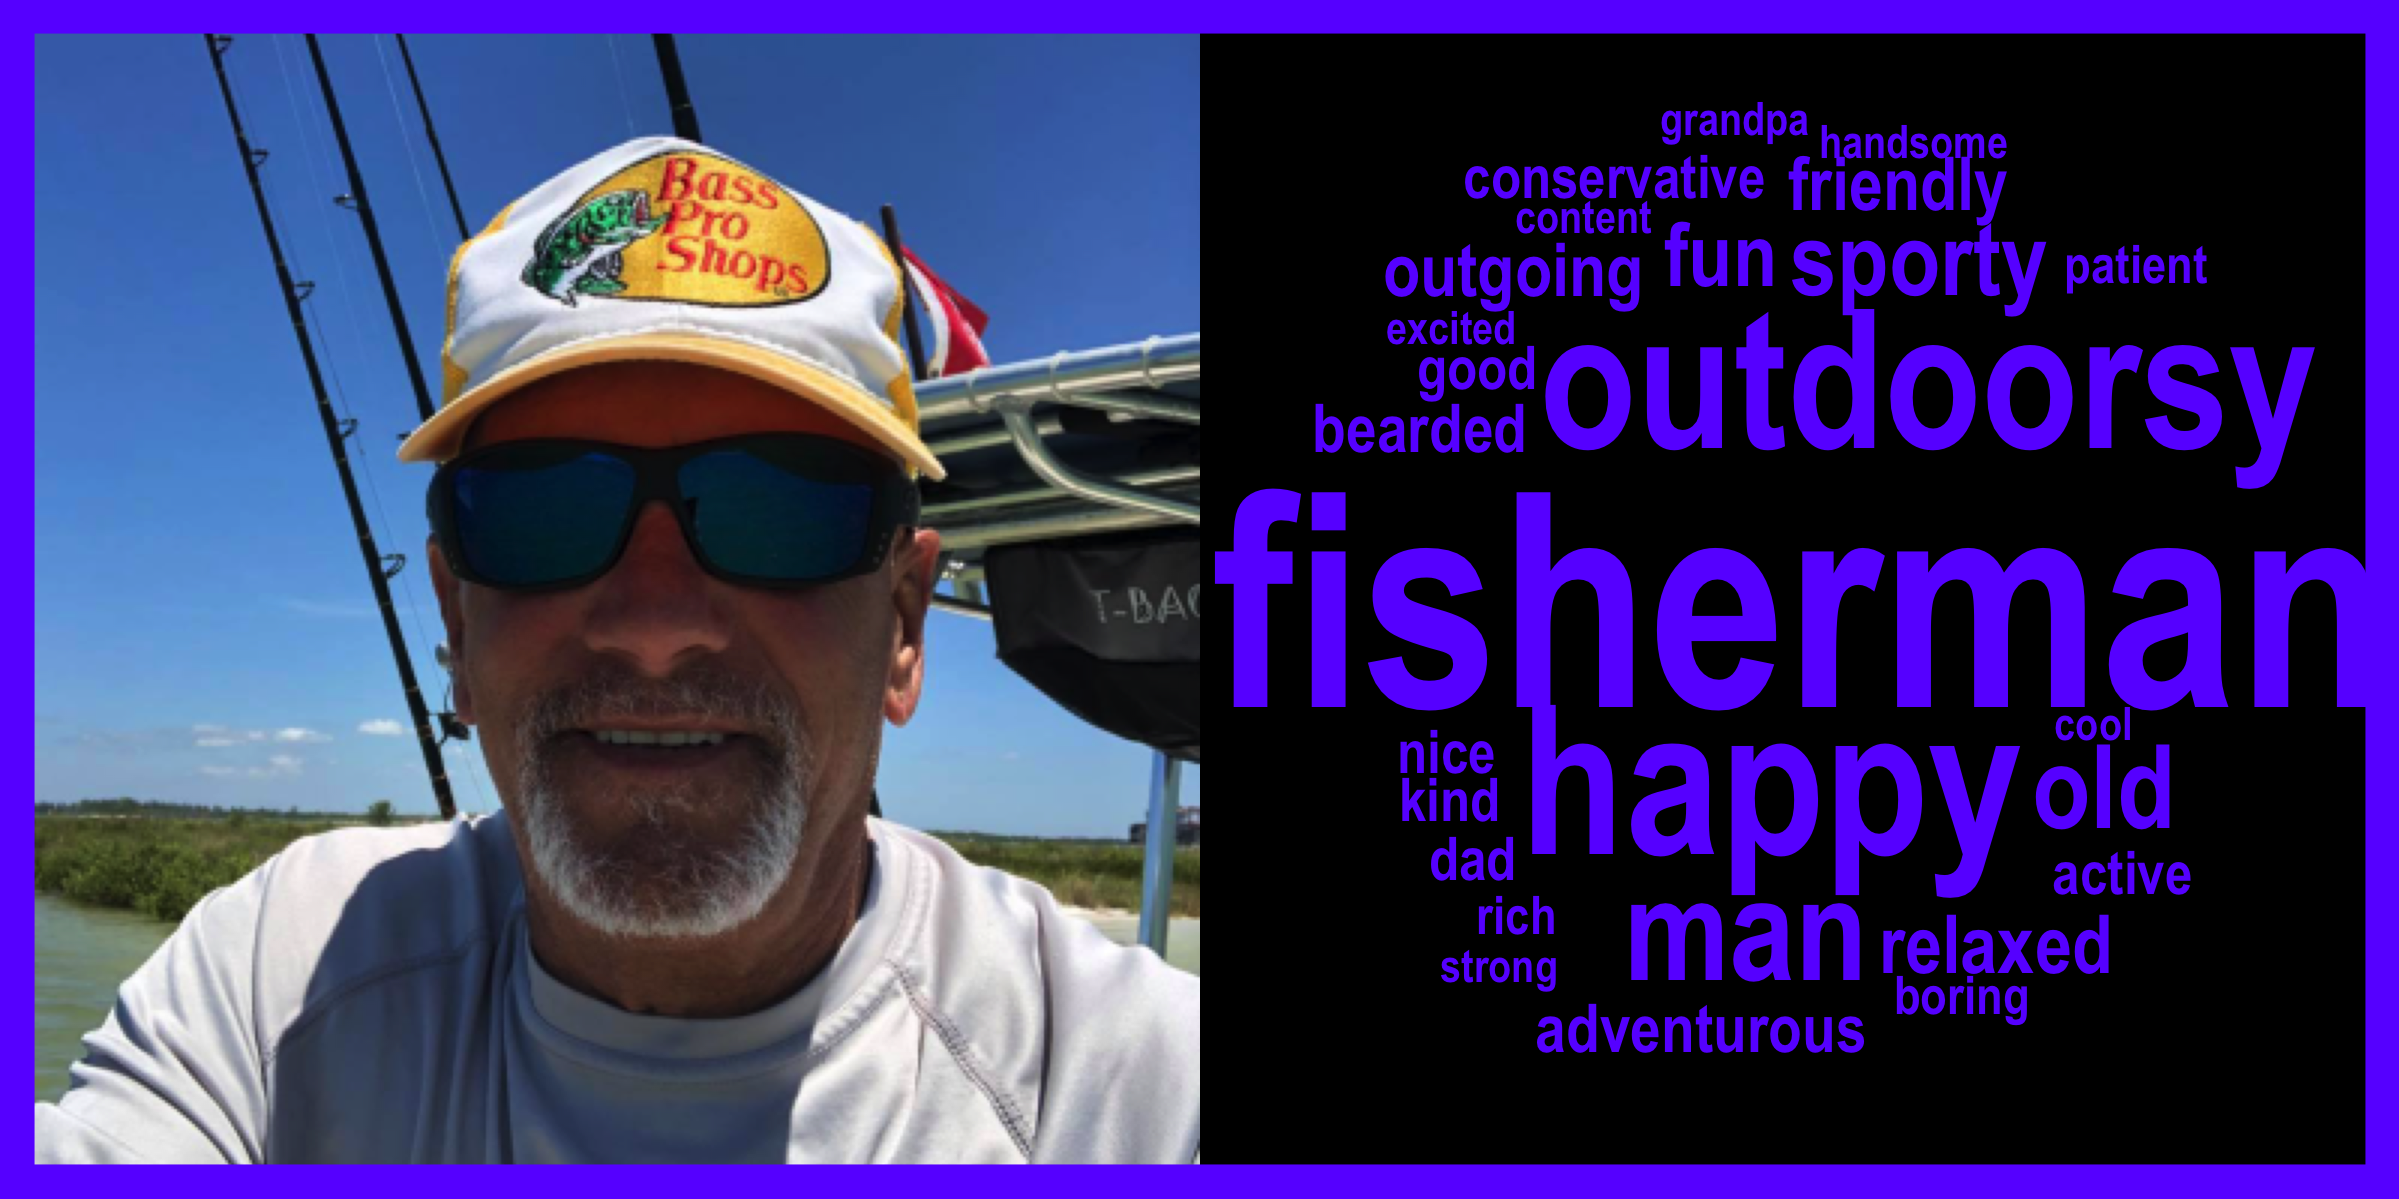 Bass
Pro
Shops
T-BAG
grandpa
handsome
conservative
friendly
content
outgoing
fun
sporty
patient
excited
good
outdoorsy
bearded
fisherman
cool
nice
happy
old
kind
dad
active
rich
man
relaxed
strong
boring
adventurous